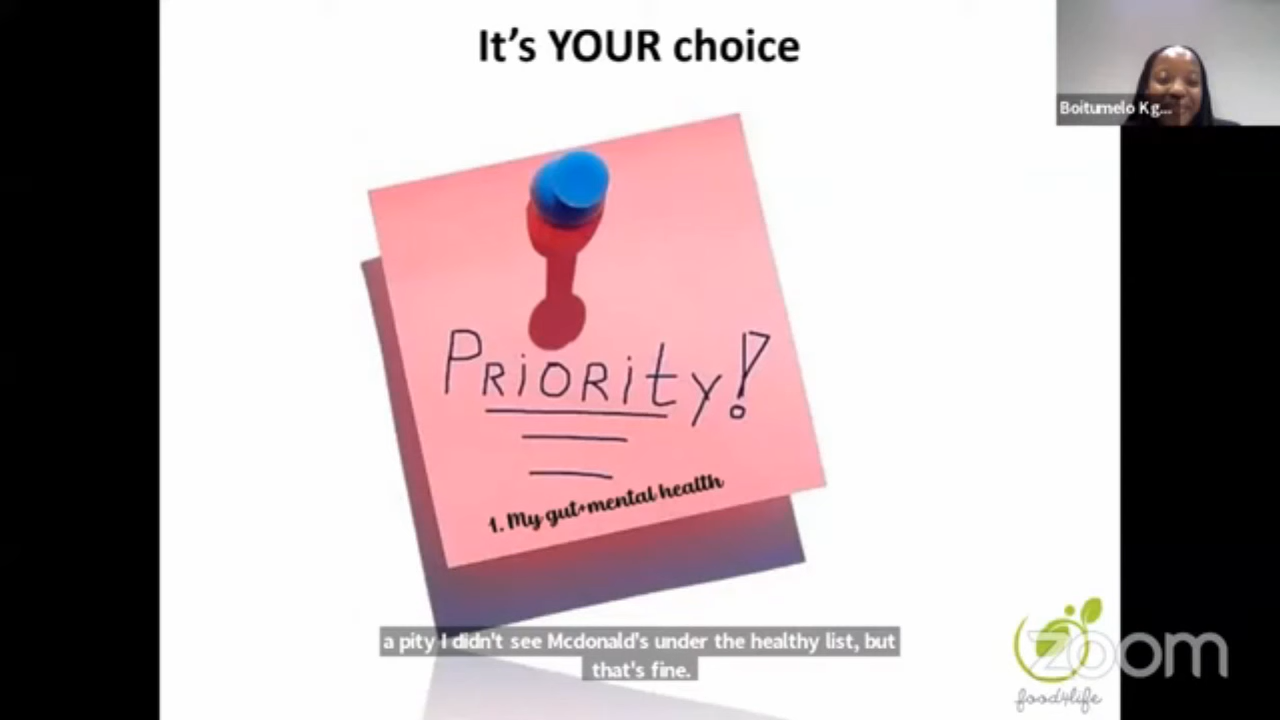 It's YOUR choice
Boitumelo Kg...
PRiORity!
1. My gut+mental health
a pity I didn't see Mcdonald's under the healthy list, but
that's fine.
zoom
food4life